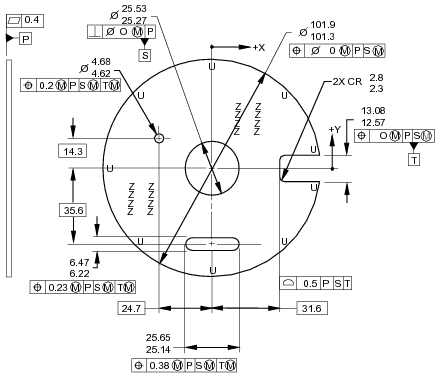 ⏥ 0.4
P
⌀ 25.53
25.27
⊥ ⌀ 0 Ⓜ P
S
+X
⌀ 101.9
101.3
⌖ ⌀ 0 Ⓜ P S Ⓜ
⌀ 4.68
4.62
⌖ 0.2 Ⓜ P S Ⓜ T Ⓜ
2X CR 2.8
2.3
13.08
12.57
+Y
⌖ 0 Ⓜ P S Ⓜ
T
U
U U
Z Z
Z Z
Z Z
Z Z
14.3
U
Z Z
Z Z
Z Z
Z Z
35.6
U
U U
U
6.47
6.22
⌖ 0.23 Ⓜ P S Ⓜ T Ⓜ
⌓ 0.5 P S T
24.7
31.6
25.65
25.14
⌖ 0.38 Ⓜ P S Ⓜ T Ⓜ